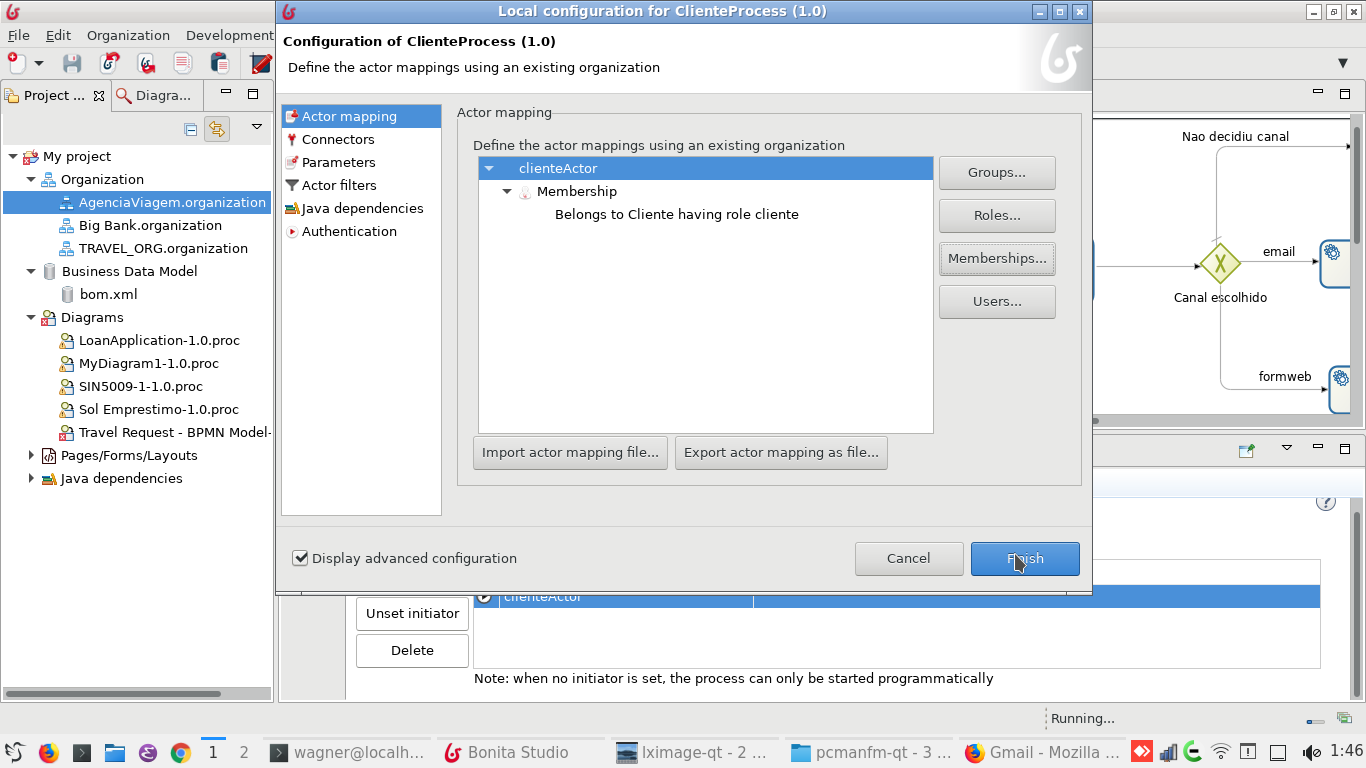 Local configuration for ClienteProcess (1.0)
File Edit Organization Development
Configuration of ClienteProcess (1.0)
Define the actor mappings using an existing organization
Project ...
Diagra...
My project
Organization
AgenciaViagem.organization
Big Bank.organization
TRAVEL_ORG.organization
Business Data Model
bom.xml
Diagrams
LoanApplication-1.0.proc
MyDiagram1-1.0.proc
SIN5009-1-1.0.proc
Sol Emprestimo-1.0.proc
Travel Request - BPMN Model-
Pages/Forms/Layouts
Java dependencies
Actor mapping
Connectors
Parameters
Actor filters
Java dependencies
Authentication
Actor mapping
Define the actor mappings using an existing organization
clienteActor
Membership
Belongs to Cliente having role cliente
Groups...
Roles...
Memberships...
Users...
Import actor mapping file...
Export actor mapping as file...
Display advanced configuration
Cancel
Finish
Nao decidiu canal
email
Canal escolhido
formweb
clienteActor
Unset initiator
Delete
Note: when no initiator is set, the process can only be started programmatically
Running...
1
2
wagner@localh...
Bonita Studio
lximage-qt - 2 ...
pcmanfm-qt - 3 ...
Gmail - Mozilla ...
1:46